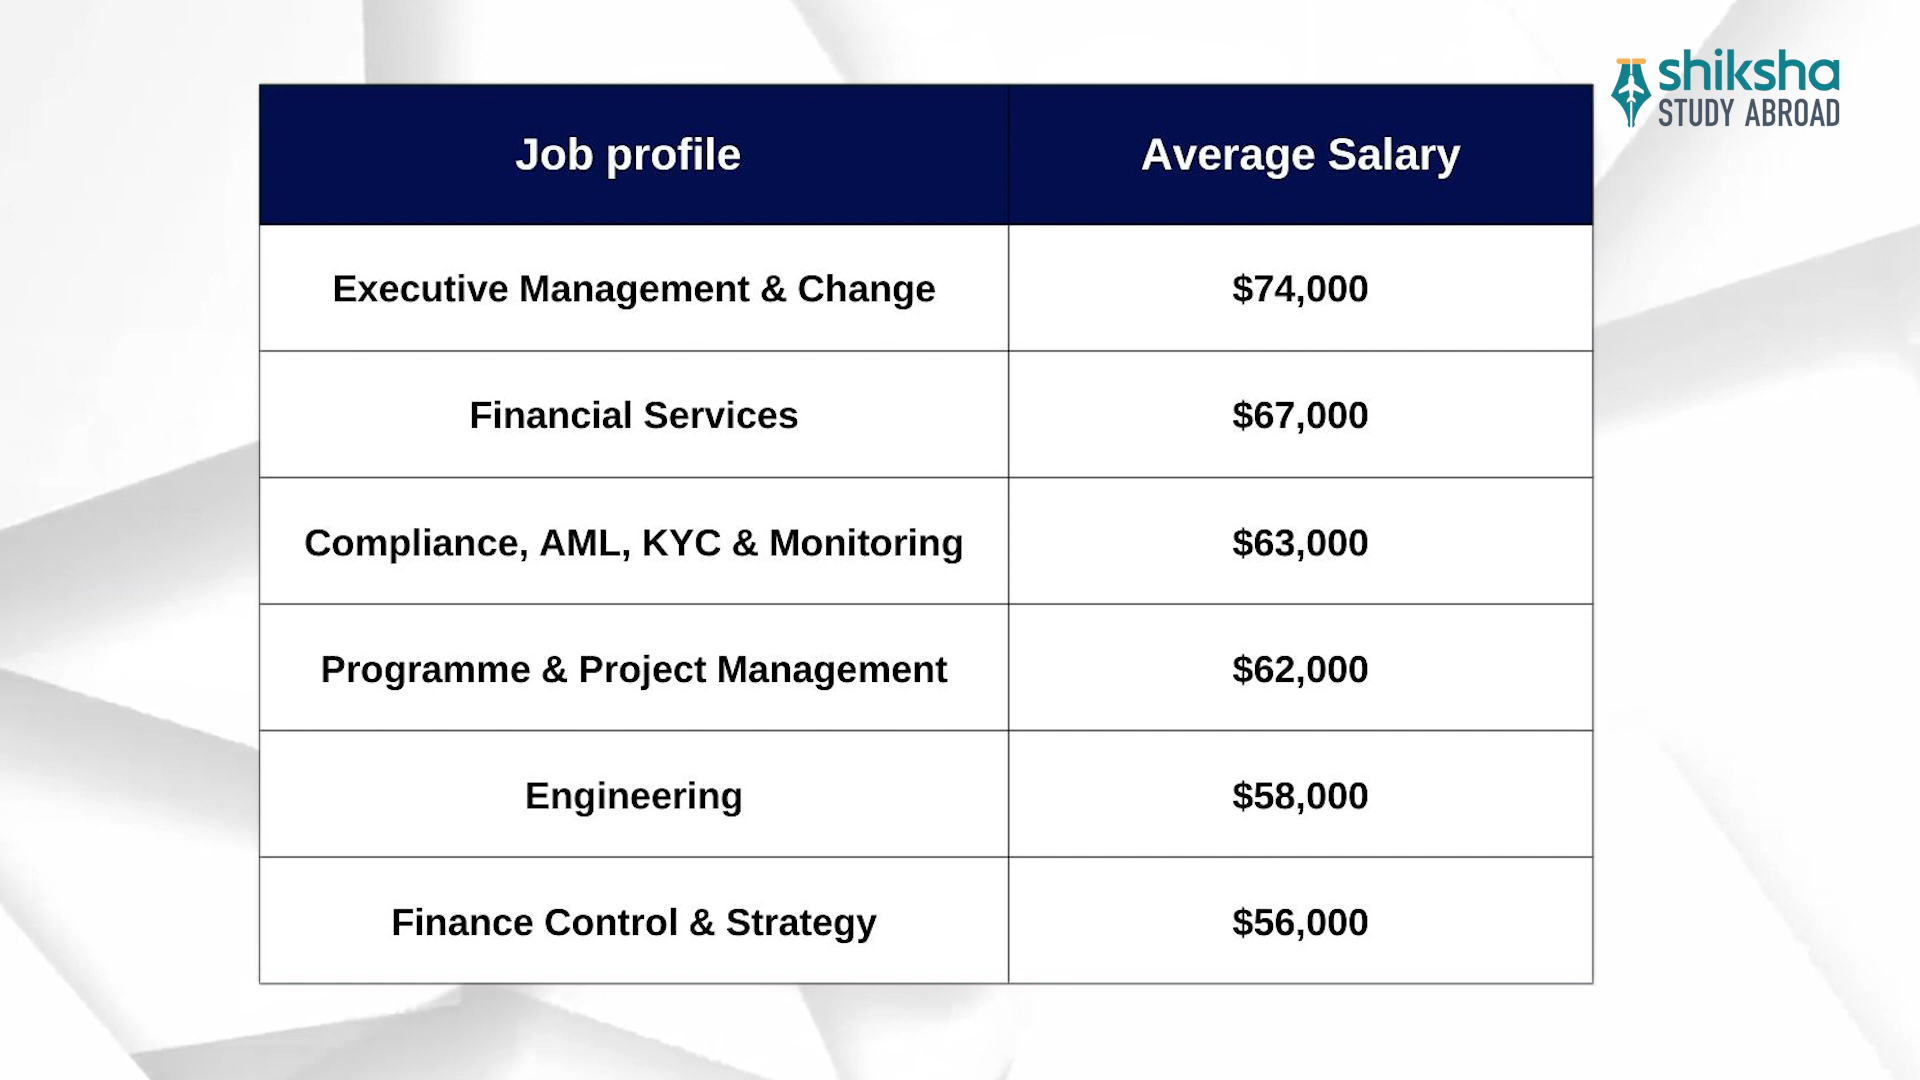 shiksha
STUDY ABROAD
Job profile Average Salary
Executive Management & Change $74,000
Financial Services $67,000
Compliance, AML, KYC & Monitoring $63,000
Programme & Project Management $62,000
Engineering $58,000
Finance Control & Strategy $56,000